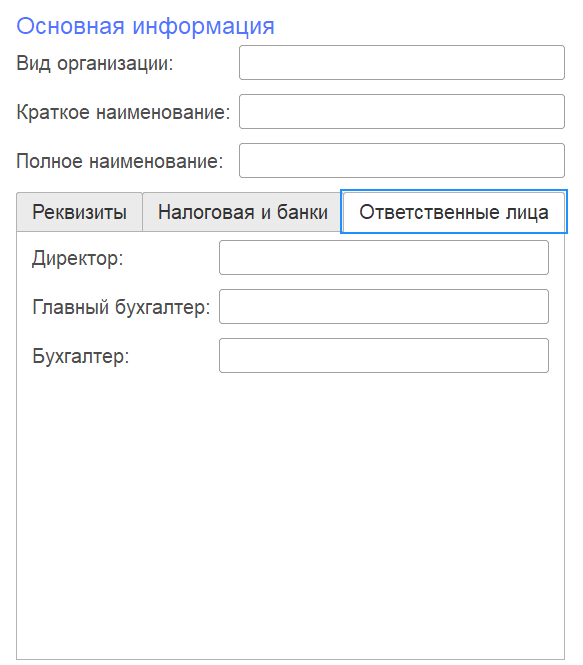 Основная информация
Вид организации:
Краткое наименование:
Полное наименование:
Реквизиты Налоговая и банки Ответственные лица
Директор:
Главный бухгалтер:
Бухгалтер: